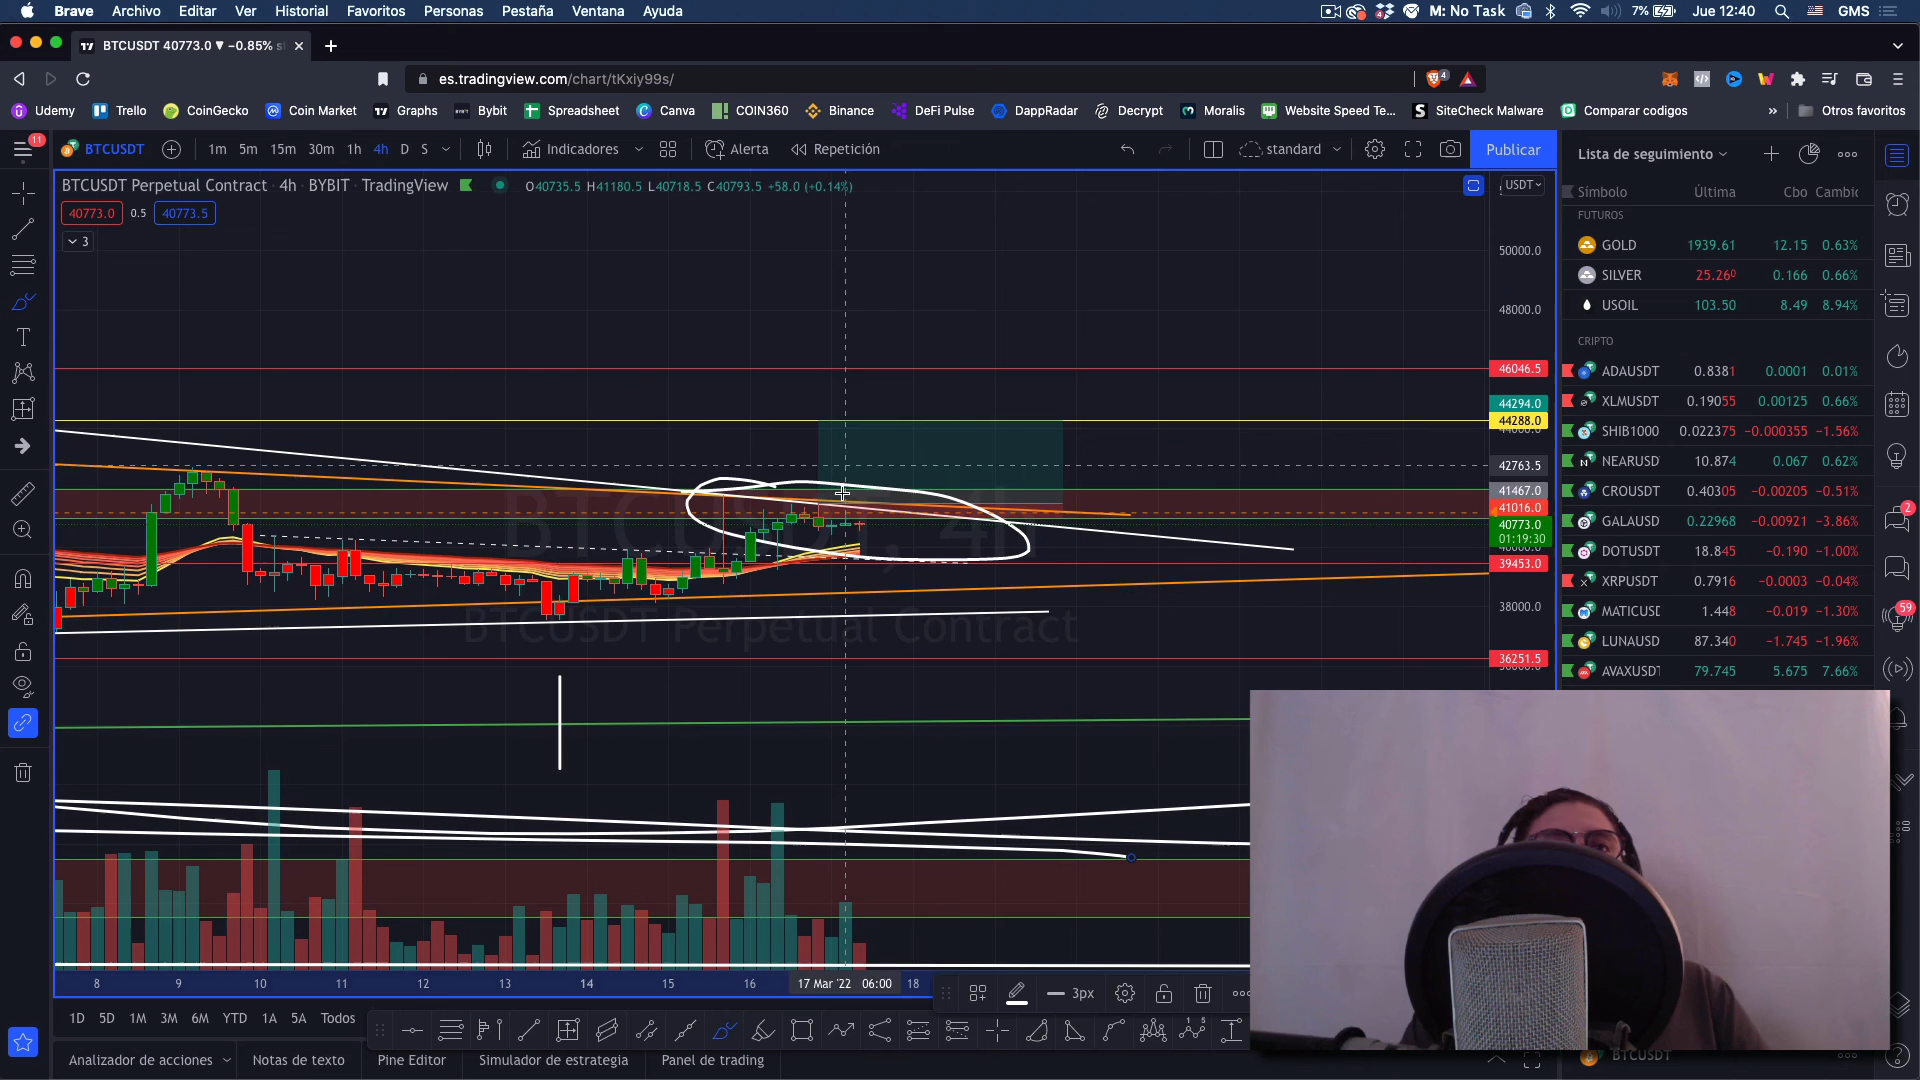 Brave Archivo Editar Ver Historial Favoritos Personas Pestaña Ventana Ayuda
M: No Task 7% Jue 12:40 GMS
BTCUSDT 40773.0 ▼ −0.85%
es.tradingview.com/chart/tKxiy99s/
4
Udemy Trello CoinGecko Coin Market Graphs Bybit Spreadsheet Canva COIN360 Binance DeFi Pulse DappRadar Decrypt Moralis Website Speed Te... SiteCheck Malware Comparar codigos » Otros favoritos
11
BTCUSDT 1m 5m 15m 30m 1h 4h D S Indicadores Alerta Repetición standard Publicar
Lista de seguimiento
BTCUSDT Perpetual Contract · 4h · BYBIT · TradingView O40735.5 H41180.5 L40718.5 C40793.5 +58.0 (+0.14%)
USDT
40773.0 0.5 40773.5
3
Símbolo Última Cbo Cambic
FUTUROS
GOLD 1939.61 12.15 0.63%
SILVER 25.260 0.166 0.66%
USOIL 103.50 8.49 8.94%
CRIPTO
ADAUSDT 0.8381 0.0001 0.01%
XLMUSDT 0.19055 0.00125 0.66%
SHIB1000 0.022375 −0.000355 −1.56%
NEARUSD 10.874 0.067 0.62%
CROUSDT 0.40305 −0.00205 −0.51%
GALAUSD 0.22968 −0.00921 −3.86%
DOTUSDT 18.845 −0.190 −1.00%
XRPUSDT 0.7916 −0.0003 −0.04%
MATICUSD 1.448 −0.019 −1.30%
LUNAUSD 87.340 −1.745 −1.96%
AVAXUSDT 79.745 5.675 7.66%
2
59
50000.0
48000.0
46046.5
44294.0
44288.0
42763.5
41467.0
41016.0
40773.0
01:19:30
39453.0
38000.0
36251.5
BTCUSDT, 4h
BTCUSDT Perpetual Contract
8 9 10 11 12 13 14 15 16 17 Mar '22 06:00 18
3px
1D 5D 1M 3M 6M YTD 1A 5A Todos
Analizador de acciones Notas de texto Pine Editor Simulador de estrategia Panel de trading
BTCUSDT